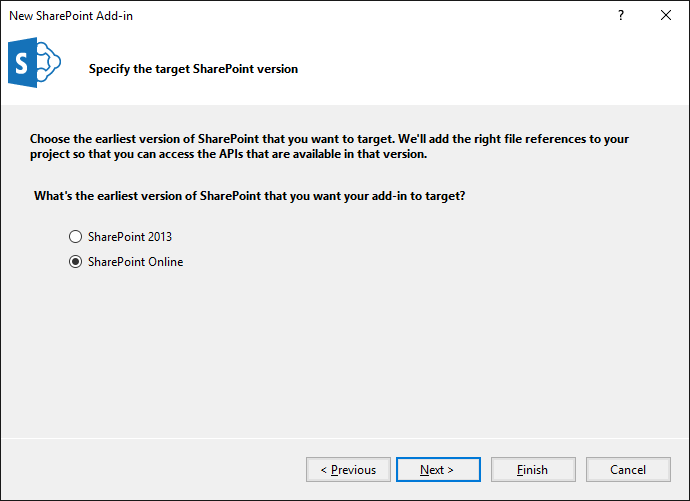 New SharePoint Add-in
?
S
Specify the target SharePoint version
Choose the earliest version of SharePoint that you want to target. We'll add the right file references to your
project so that you can access the APIs that are available in that version.
What's the earliest version of SharePoint that you want your add-in to target?
SharePoint 2013
SharePoint Online
< Previous
Next >
Finish
Cancel